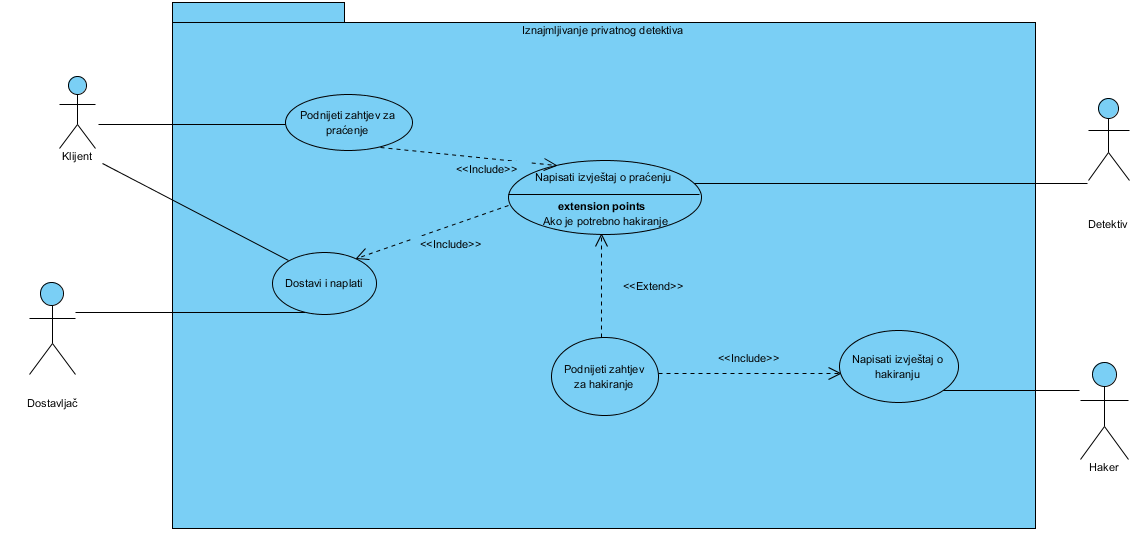 Iznajmljivanje privatnog detektiva
Podnijeti zahtjev za
praćenje
Klijent
<<Include>>
Napisati izvještaj o praćenju
extension points
Ako je potrebno hakiranje
Detektiv
<<Include>>
Dostavi i naplati
<<Extend>>
Dostavljač
Podnijeti zahtjev
za hakiranje
<<Include>>
Napisati izvještaj o
hakiranju
Haker